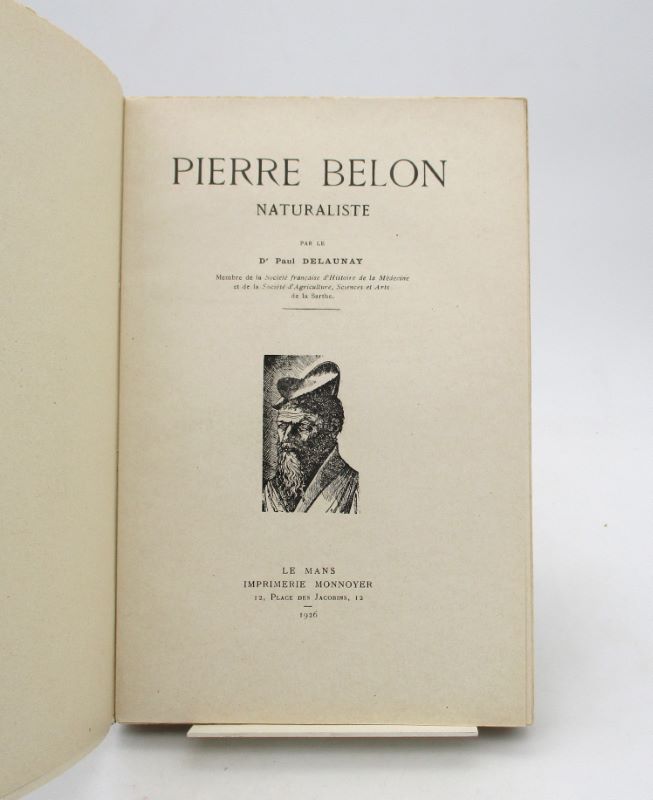 PIERRE BELON
NATURALISTE
PAR LE
Dr Paul DELAUNAY
Membre de la Société française d'Histoire de la Médecine
et de la Société d'Agriculture, Sciences et Arts
de la Sarthe.
LE MANS
IMPRIMERIE MONNOYER
12, PLACE DES JACOBINS, 12
1926